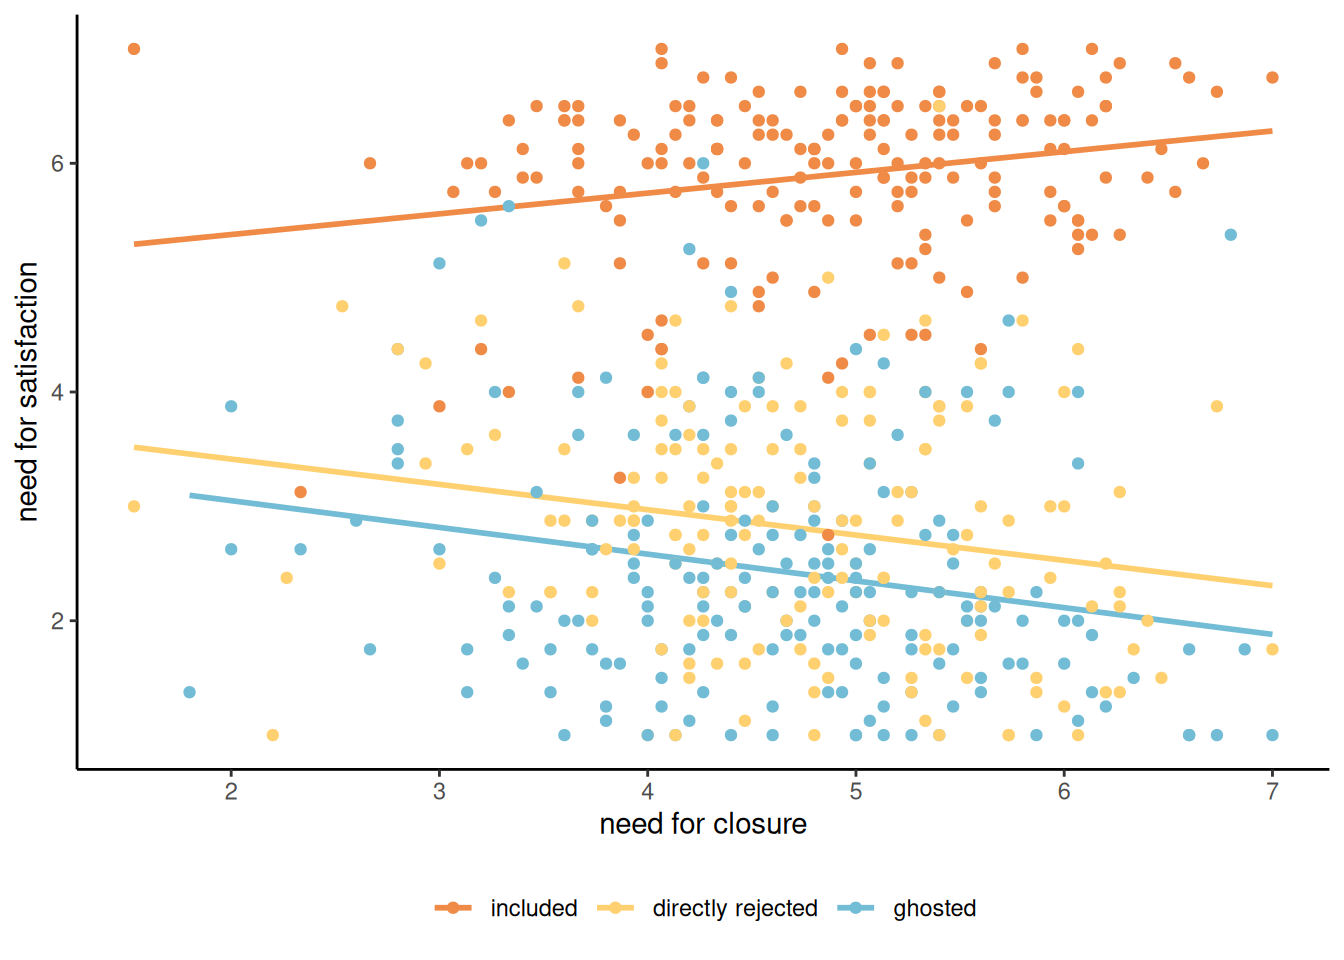 need for satisfaction
6
4
2
2 3 4 5 6 7
need for closure
included directly rejected ghosted